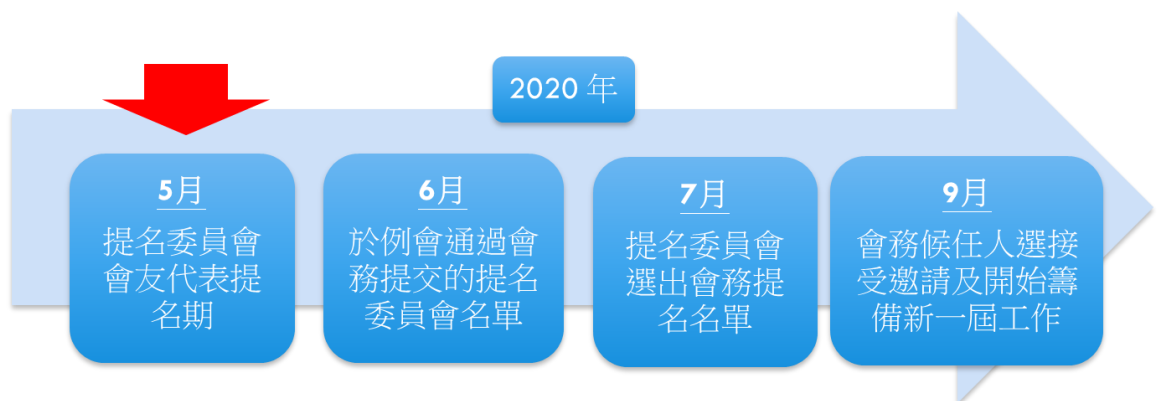 2020 年
5月
提名委員會
會友代表提
名期
6月
於例會通過會
務提交的提名
委員會名單
7月
提名委員會
選出會務提
名名單
9月
會務候任人選接
受邀請及開始籌
備新一屆工作